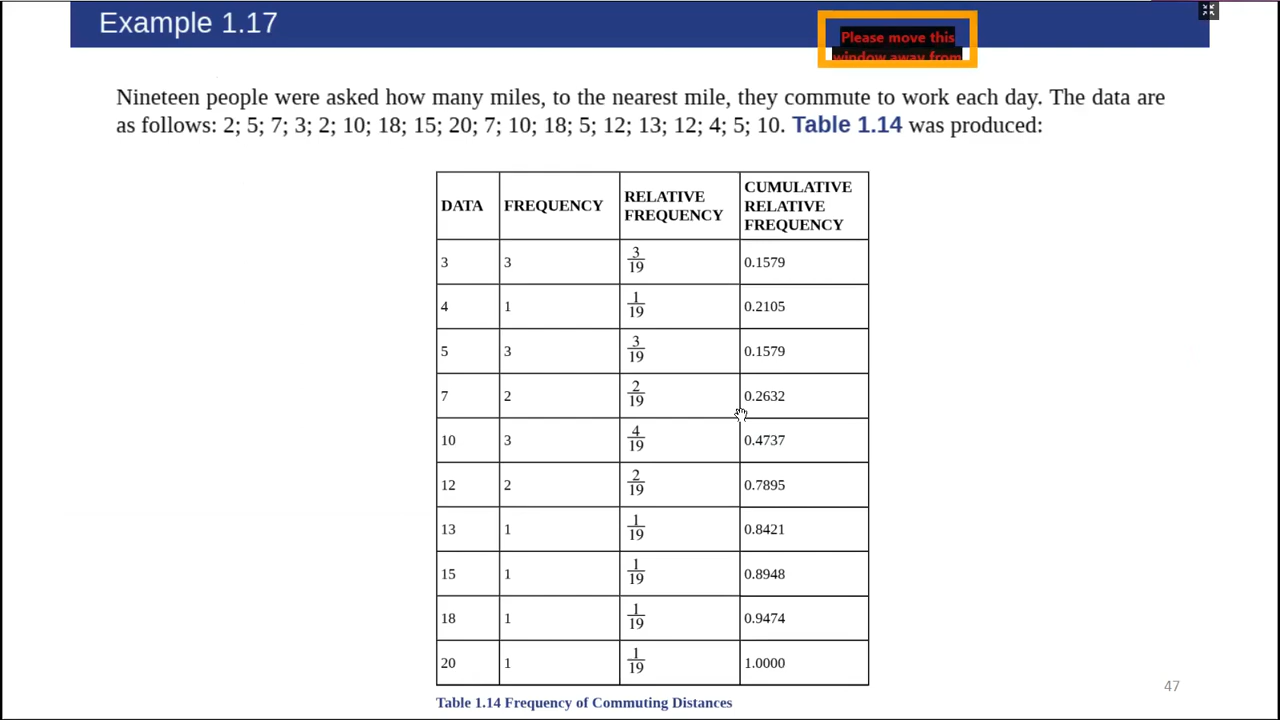 Example 1.17
Please move this
window away from
Nineteen people were asked how many miles, to the nearest mile, they commute to work each day. The data are
as follows: 2; 5; 7; 3; 2; 10; 18; 15; 20; 7; 10; 18; 5; 12; 13; 12; 4; 5; 10. Table 1.14 was produced:
DATA FREQUENCY RELATIVE FREQUENCY CUMULATIVE RELATIVE FREQUENCY
3 3 3/19 0.1579
4 1 1/19 0.2105
5 3 3/19 0.1579
7 2 2/19 0.2632
10 3 4/19 0.4737
12 2 2/19 0.7895
13 1 1/19 0.8421
15 1 1/19 0.8948
18 1 1/19 0.9474
20 1 1/19 1.0000
Table 1.14 Frequency of Commuting Distances
47